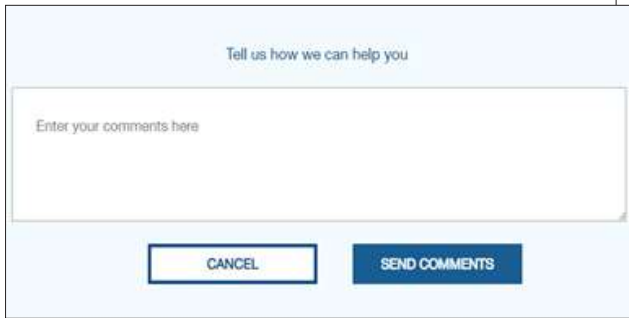 Tell us how we can help you
Enter your comments here
CANCEL SEND COMMENTS